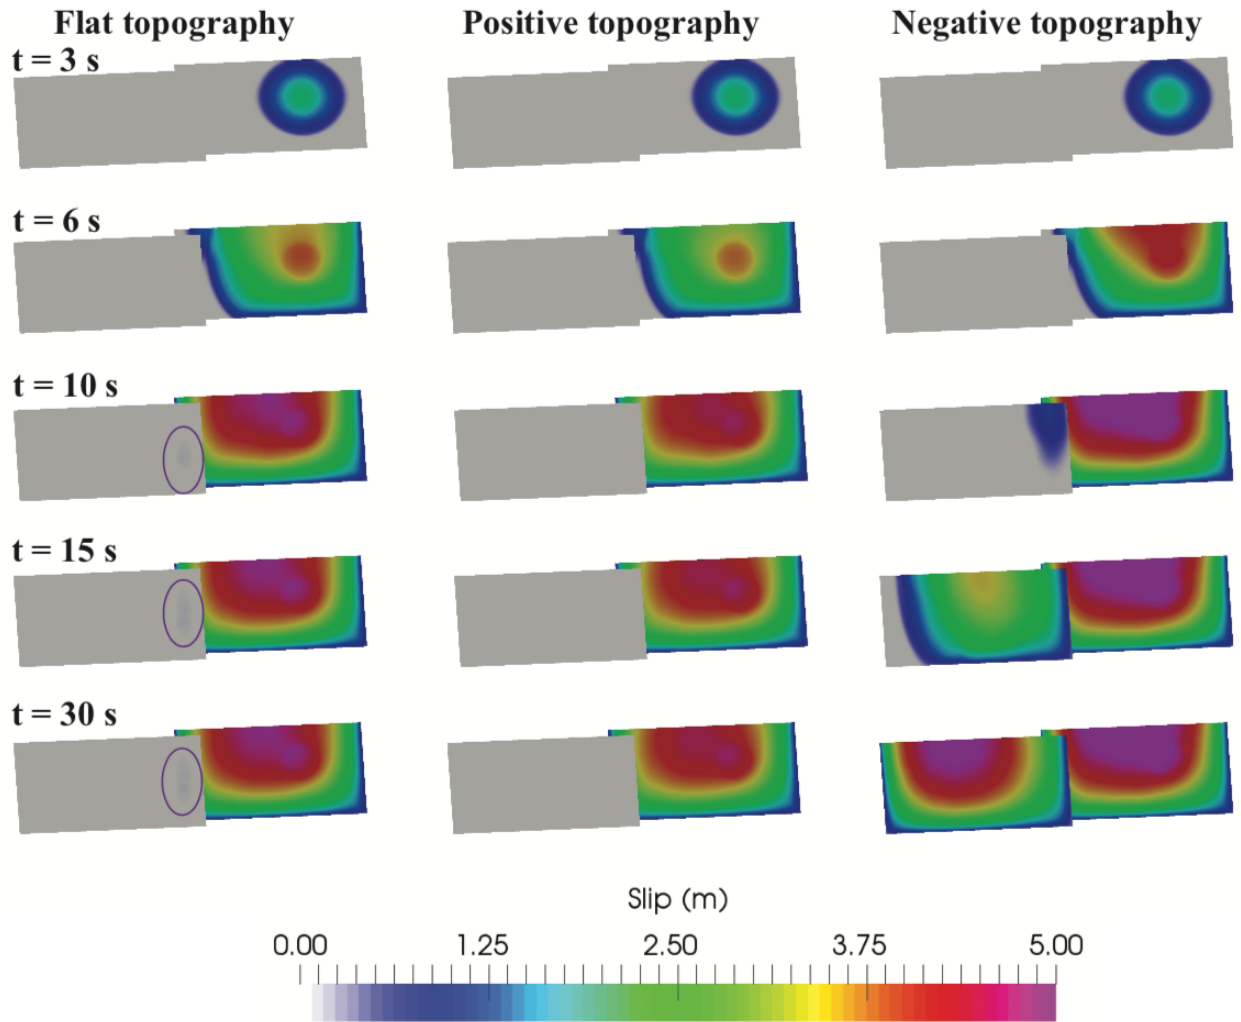 Flat topography Positive topography Negative topography
t = 3 s
t = 6 s
t = 10 s
t = 15 s
t = 30 s
Slip (m)
0.00 1.25 2.50 3.75 5.00